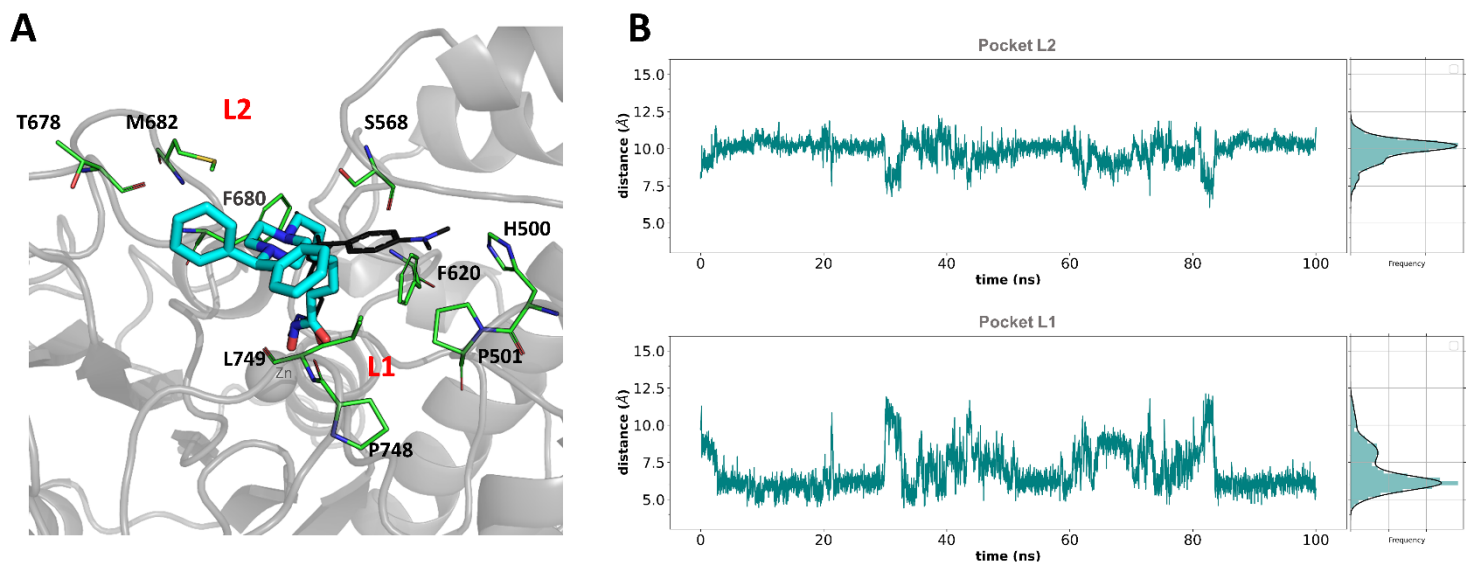 A
L2
T678
M682
S568
F680
H500
F620
L749
L1
P501
Zn
P748
B
Pocket L2
distance (Å)
15.0
12.5
10.0
7.5
5.0
0
20
40
60
80
100
time (ns)
Frequency
Pocket L1
distance (Å)
15.0
12.5
10.0
7.5
5.0
0
20
40
60
80
100
time (ns)
Frequency